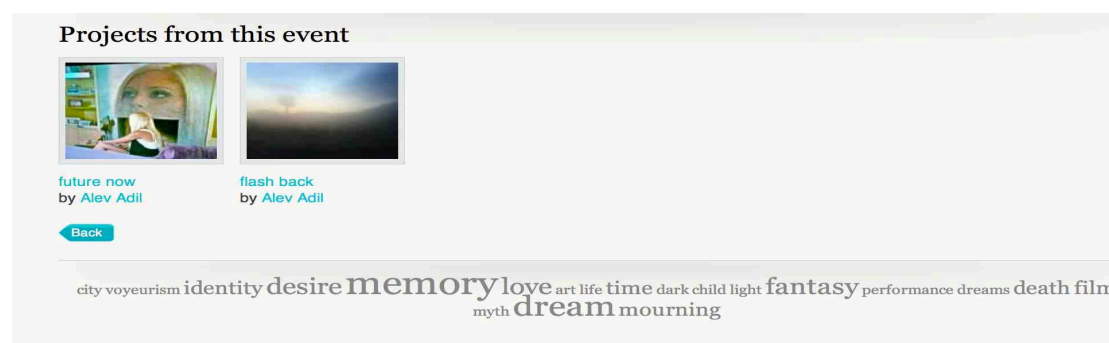 Projects from this event
future now
by Alev Adil
flash back
by Alev Adil
Back
city voyeurism identity desire memory love art life time dark child light fantasy performance dreams death film
myth dream mourning